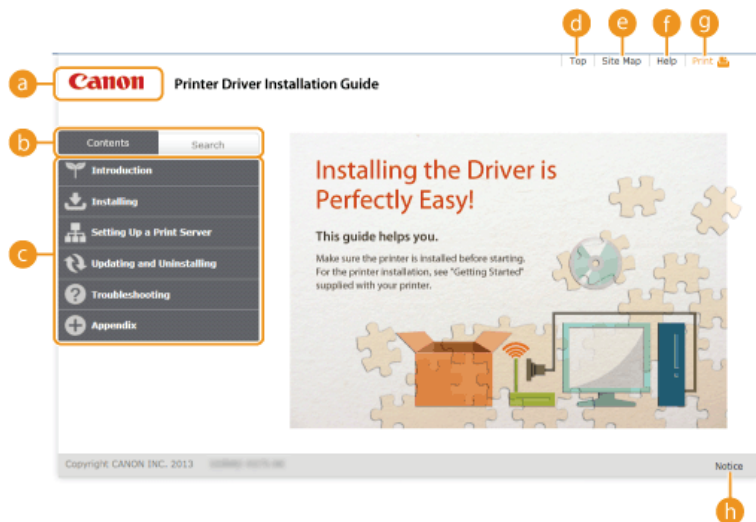 d e f g
Top Site Map Help Print
a Canon Printer Driver Installation Guide
b Contents Search
Introduction
Installing
Setting Up a Print Server
c Updating and Uninstalling
Troubleshooting
Appendix
Installing the Driver is
Perfectly Easy!
This guide helps you.
Make sure the printer is installed before starting.
For the printer installation, see "Getting Started"
supplied with your printer.
Copyright CANON INC. 2013
Notice
h